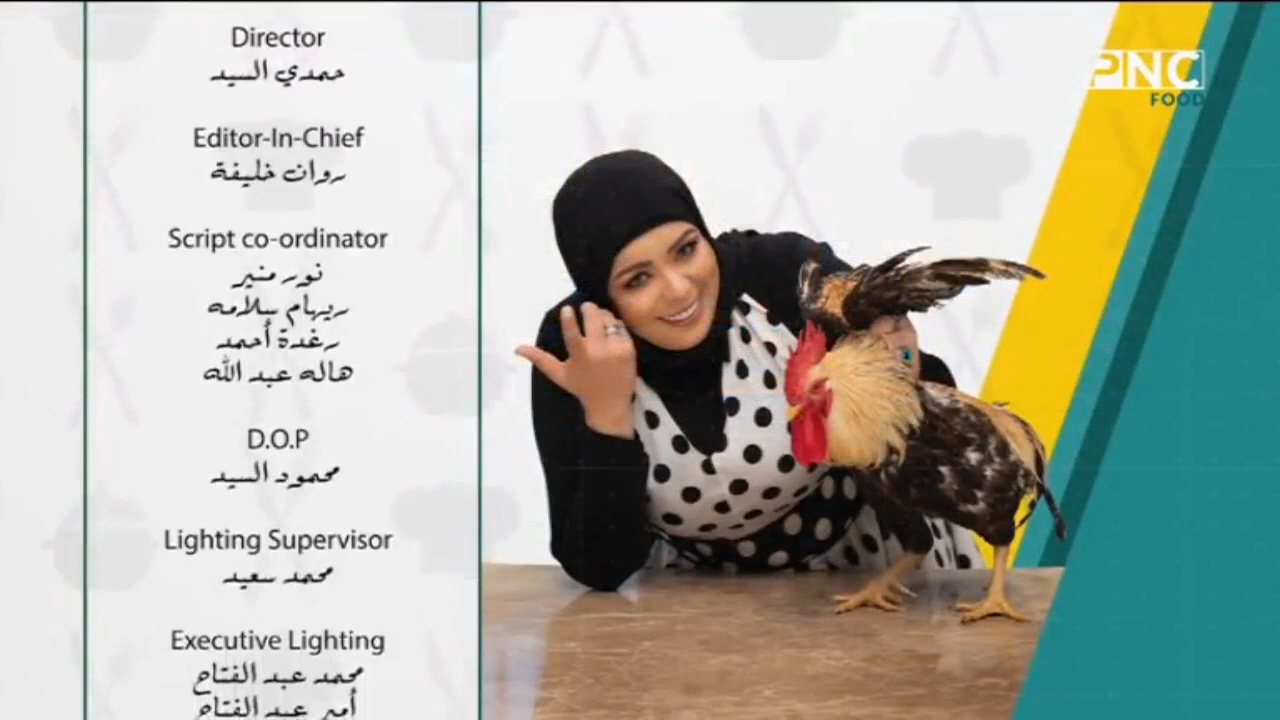 Director
حمدي السيد
Editor-In-Chief
روان خليفة
Script co-ordinator
نور منير
ريهام سلامه
رغدة أحمد
هاله عبد الله
D.O.P
محمود السيد
Lighting Supervisor
محمد سعيد
Executive Lighting
محمد عبد الفتاح
أمير عبد الفتاح
PNC
FOOD